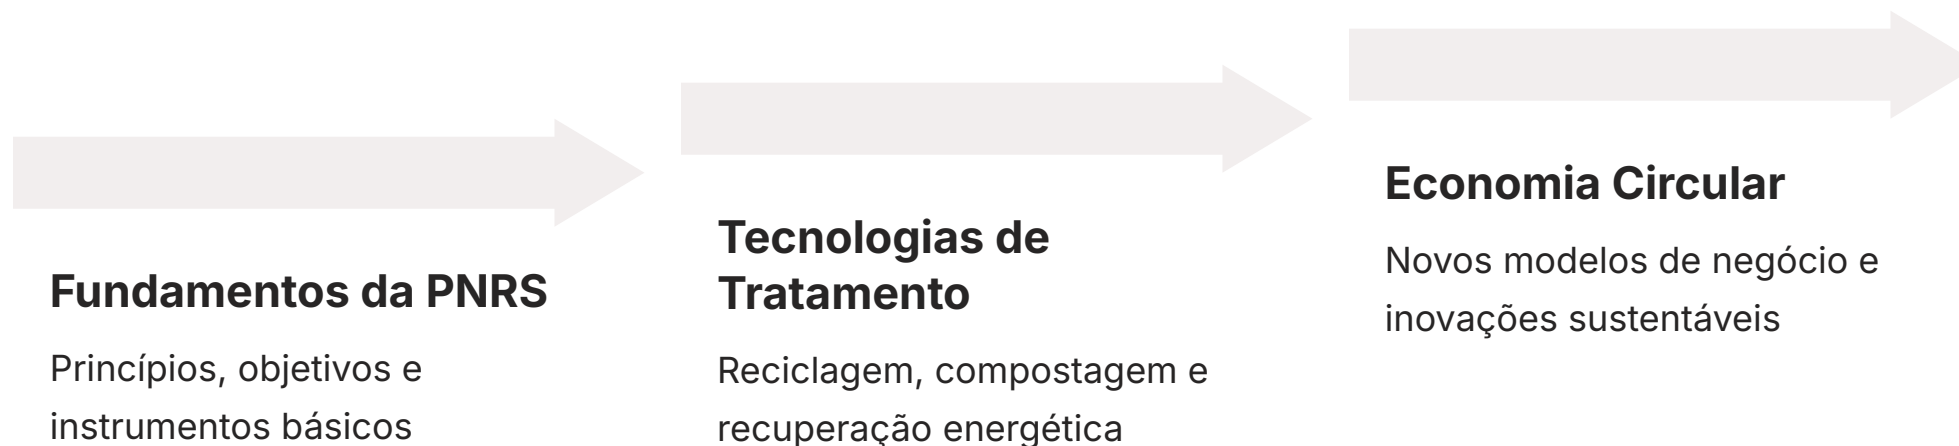 Fundamentos da PNRS
Princípios, objetivos e
instrumentos básicos
Tecnologias de
Tratamento
Reciclagem, compostagem e
recuperação energética
Economia Circular
Novos modelos de negócio e
inovações sustentáveis